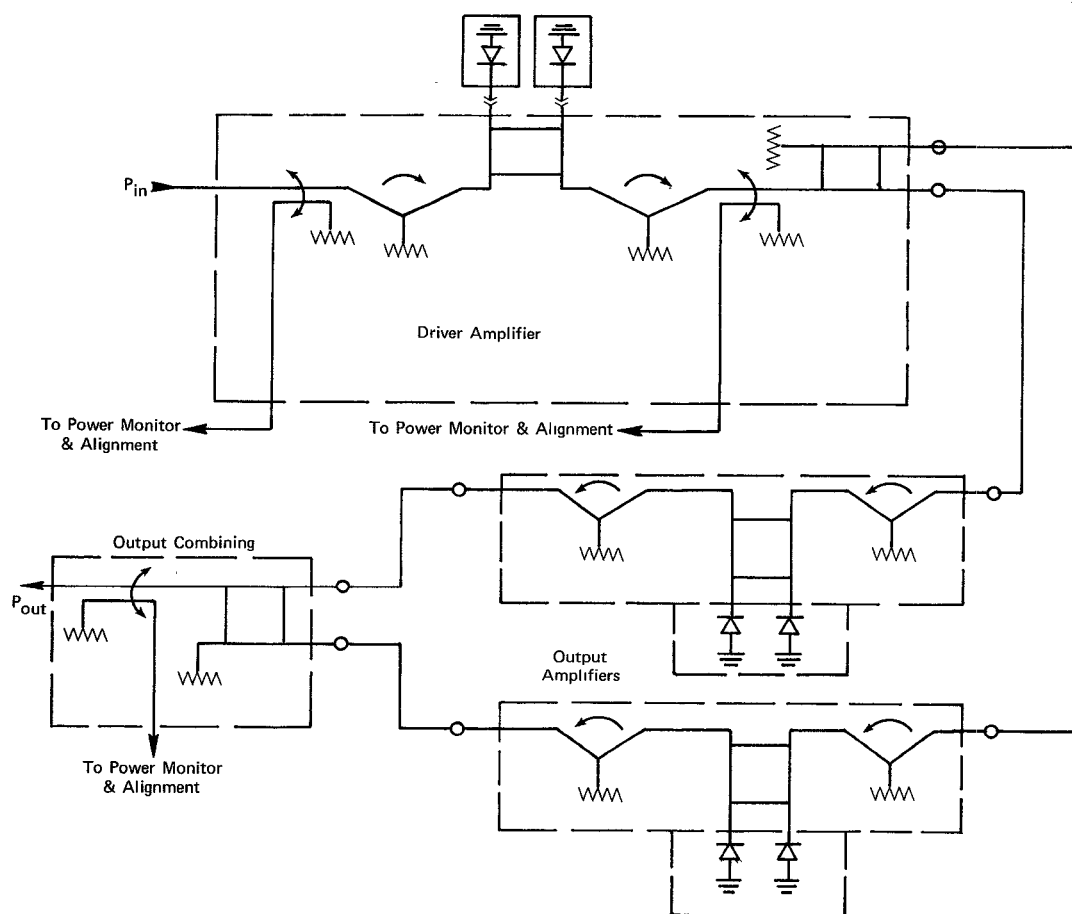 Pin
Driver Amplifier
To Power Monitor
& Alignment
To Power Monitor & Alignment
Output Combining
Pout
Output
Amplifiers
To Power Monitor
& Alignment